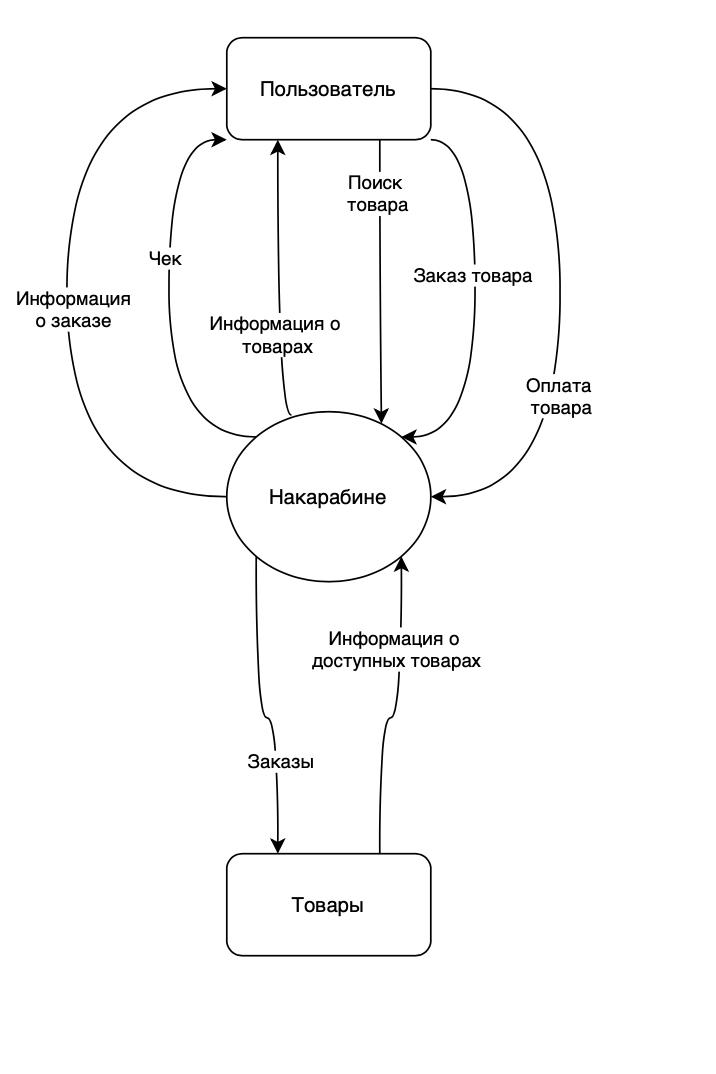 Пользователь
Поиск
товара
Чек
Заказ товара
Информация
о заказе
Информация о
товарах
Оплата
товара
Накарабине
Информация о
доступных товарах
Заказы
Товары